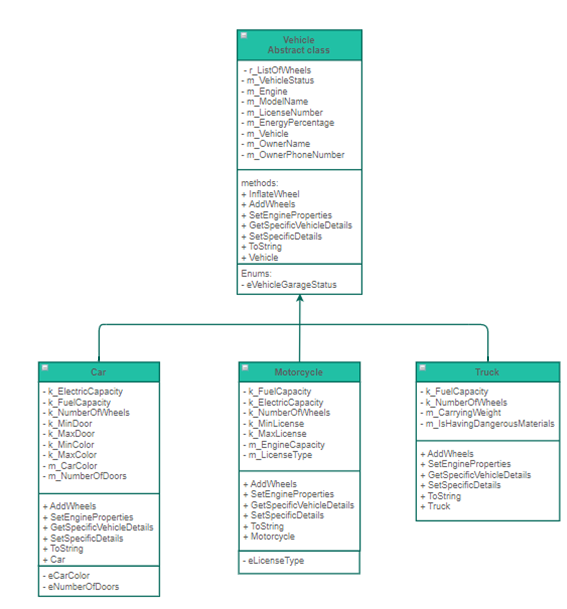 Vehicle
Abstract class
- r_ListOfWheels
- m_VehicleStatus
- m_Engine
- m_ModelName
- m_LicenseNumber
- m_EnergyPercentage
- m_Vehicle
- m_OwnerName
- m_OwnerPhoneNumber
methods:
+ InflateWheel
+ AddWheels
+ SetEngineProperties
+ GetSpecificVehicleDetails
+ SetSpecificDetails
+ ToString
+ Vehicle
Enums:
- eVehicleGarageStatus
Car
- k_ElectricCapacity
- k_FuelCapacity
- k_NumberOfWheels
- k_MinDoor
- k_MaxDoor
- k_MinColor
- k_MaxColor
- m_CarColor
- m_NumberOfDoors
+ AddWheels
+ SetEngineProperties
+ GetSpecificVehicleDetails
+ SetSpecificDetails
+ ToString
+ Car
- eCarColor
- eNumberOfDoors
Motorcycle
- k_FuelCapacity
- k_ElectricCapacity
- k_NumberOfWheels
- k_MinLicense
- k_MaxLicense
- m_EngineCapacity
- m_LicenseType
+ AddWheels
+ SetEngineProperties
+ GetSpecificVehicleDetails
+ SetSpecificDetails
+ ToString
+ Motorcycle
- eLicenseType
Truck
- k_FuelCapacity
- k_NumberOfWheels
- m_CarryingWeight
- m_IsHavingDangerousMaterials
+ AddWheels
+ SetEngineProperties
+ GetSpecificVehicleDetails
+ SetSpecificDetails
+ ToString
+ Truck